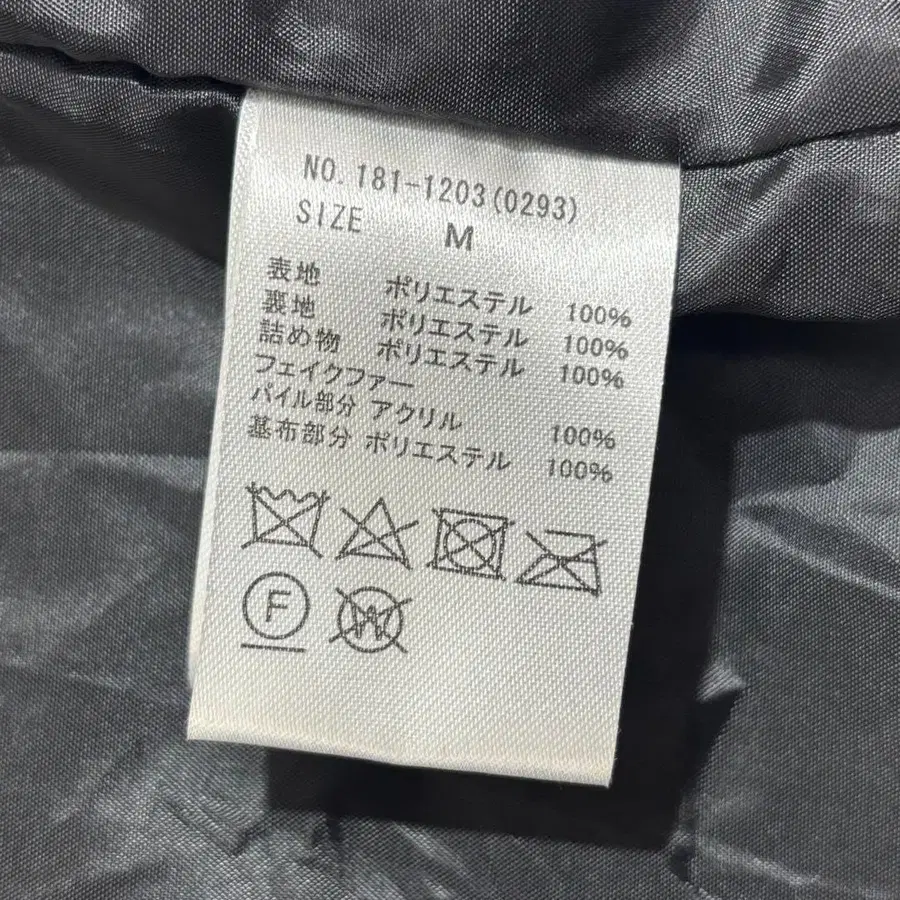 NO.181-1203(0293)
SIZE M
表地 ポリエステル 100%
裏地 ポリエステル 100%
詰め物 ポリエステル 100%
フェイクファー
パイル部分 アクリル 100%
基布部分 ポリエステル 100%
F W